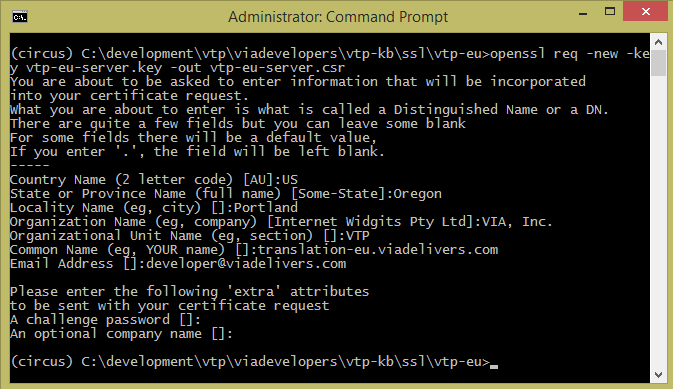 Administrator: Command Prompt
(circus) C:\development\vtp\viadevelopers\vtp-kb\ssl\vtp-eu>openssl req -new -ke
y vtp-eu-server.key -out vtp-eu-server.csr
You are about to be asked to enter information that will be incorporated
into your certificate request.
What you are about to enter is what is called a Distinguished Name or a DN.
There are quite a few fields but you can leave some blank
For some fields there will be a default value,
If you enter '.', the field will be left blank.
-----
Country Name (2 letter code) [AU]:US
State or Province Name (full name) [Some-State]:Oregon
Locality Name (eg, city) []:Portland
Organization Name (eg, company) [Internet Widgits Pty Ltd]:VIA, Inc.
Organizational Unit Name (eg, section) []:VTP
Common Name (eg, YOUR name) []:translation-eu.viadelivers.com
Email Address []:developer@viadelivers.com
Please enter the following 'extra' attributes
to be sent with your certificate request
A challenge password []:
An optional company name []:
(circus) C:\development\vtp\viadevelopers\vtp-kb\ssl\vtp-eu>